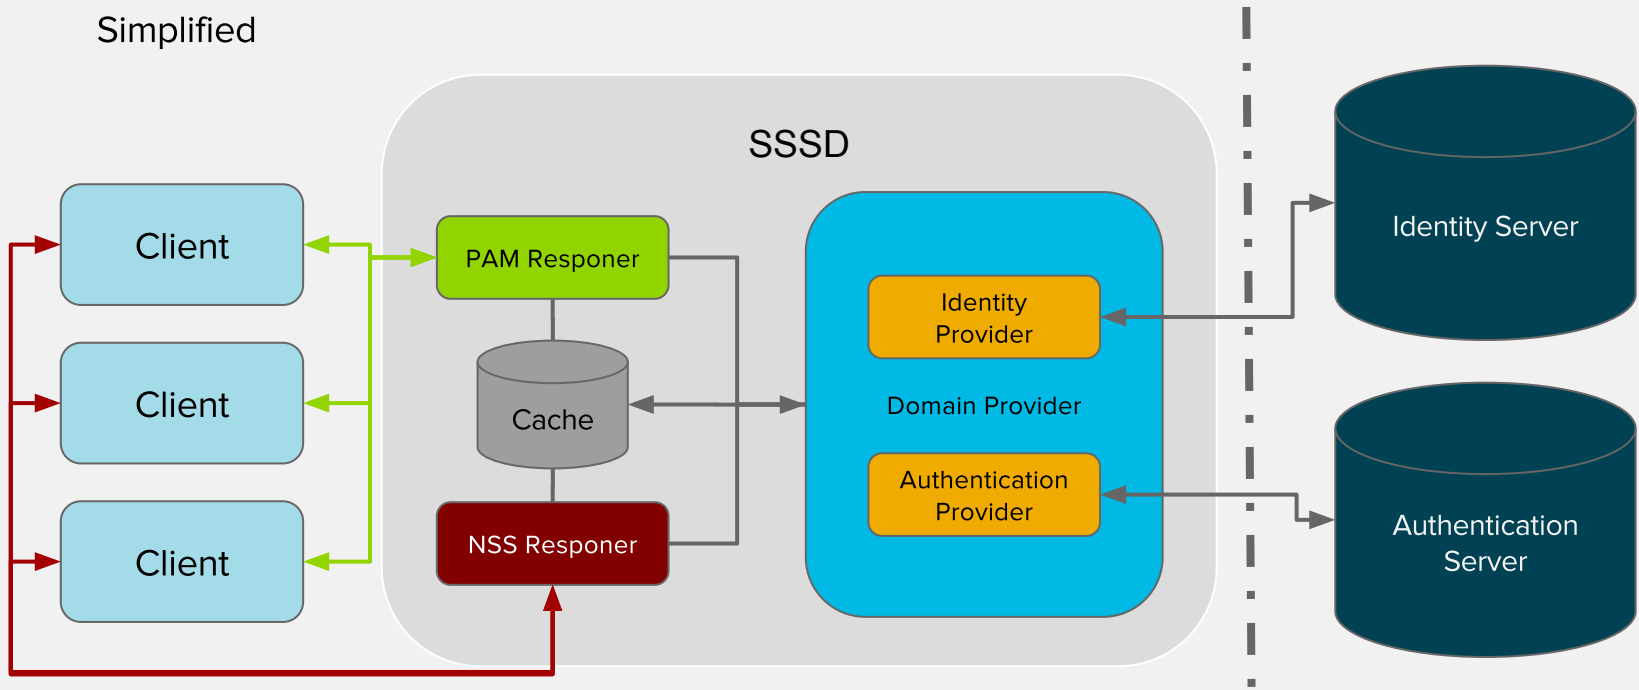 Simplified
SSSD
Client
Client
Client
PAM Responer
Cache
NSS Responer
Identity
Provider
Domain Provider
Authentication
Provider
Identity Server
Authentication
Server